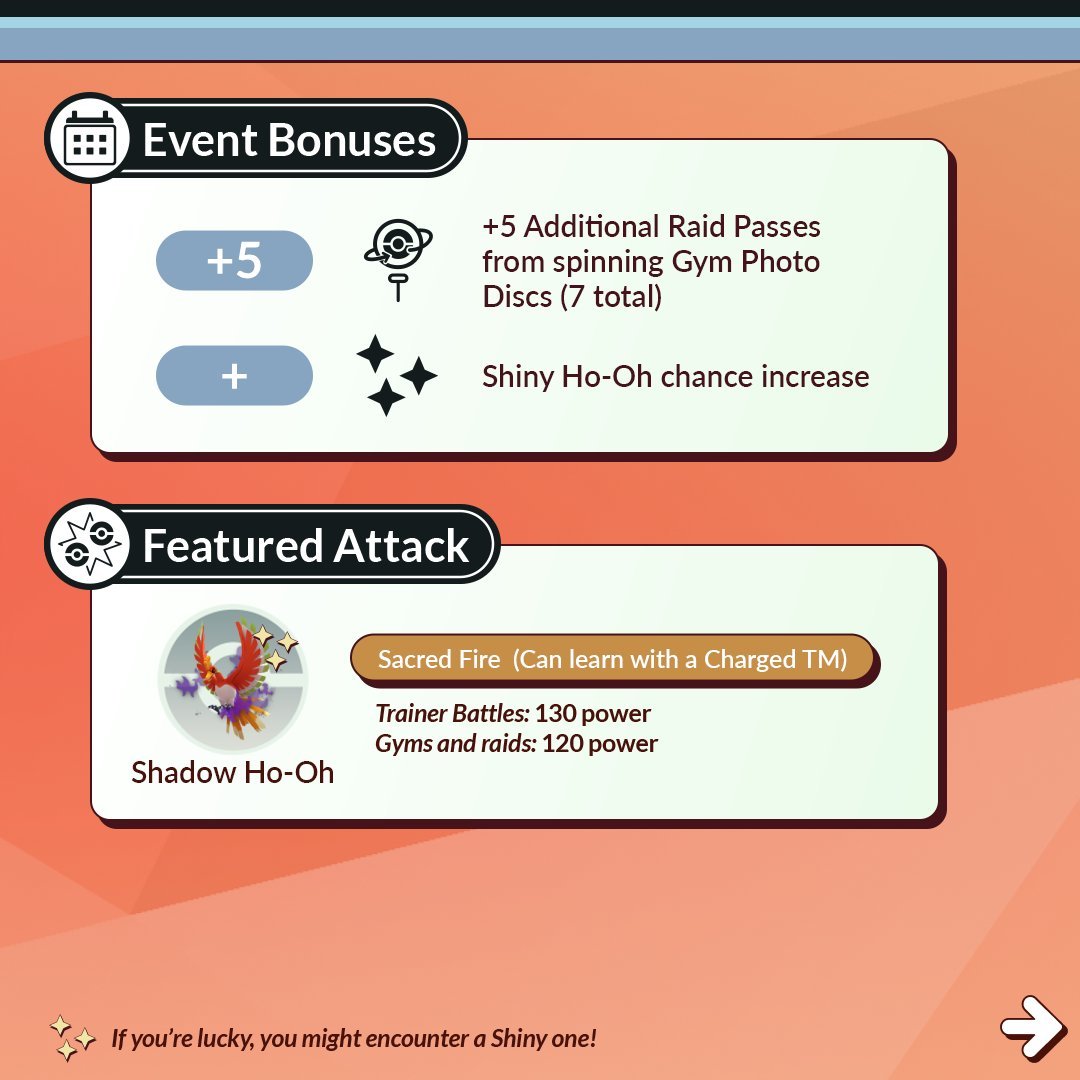 Event Bonuses
+5
+5 Additional Raid Passes
from spinning Gym Photo
Discs (7 total)
+
Shiny Ho-Oh chance increase
Featured Attack
Sacred Fire (Can learn with a Charged TM)
Trainer Battles: 130 power
Gyms and raids: 120 power
Shadow Ho-Oh
If you're lucky, you might encounter a Shiny one!